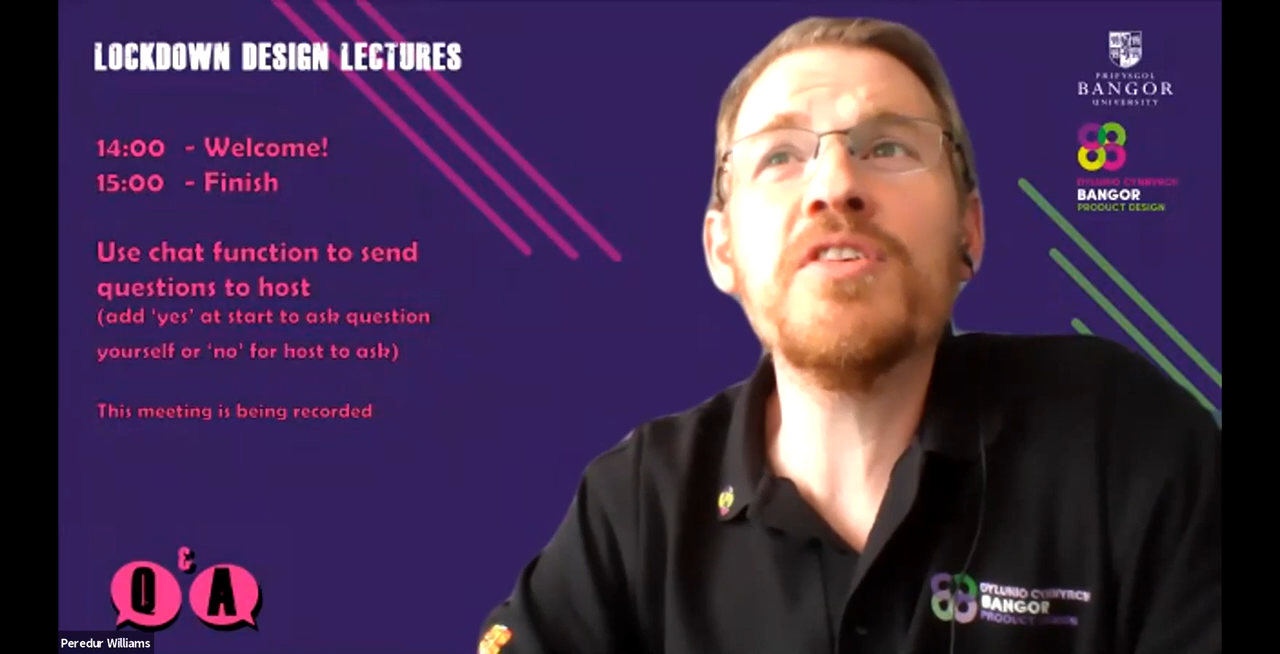 LOCKDOWN DESIGN LECTURES
14:00 - Welcome!
15:00 - Finish
Use chat function to send
questions to host
(add 'yes' at start to ask question
yourself or 'no' for host to ask)
This meeting is being recorded
Q & A
Peredur Williams
PRIFYSGOL
BANGOR
UNIVERSITY
DYLUNIO CYNNYRCH
BANGOR
PRODUCT DESIGN
DYLUNIO CYNNYRCH
BANGOR
PRODUCT DESIGN